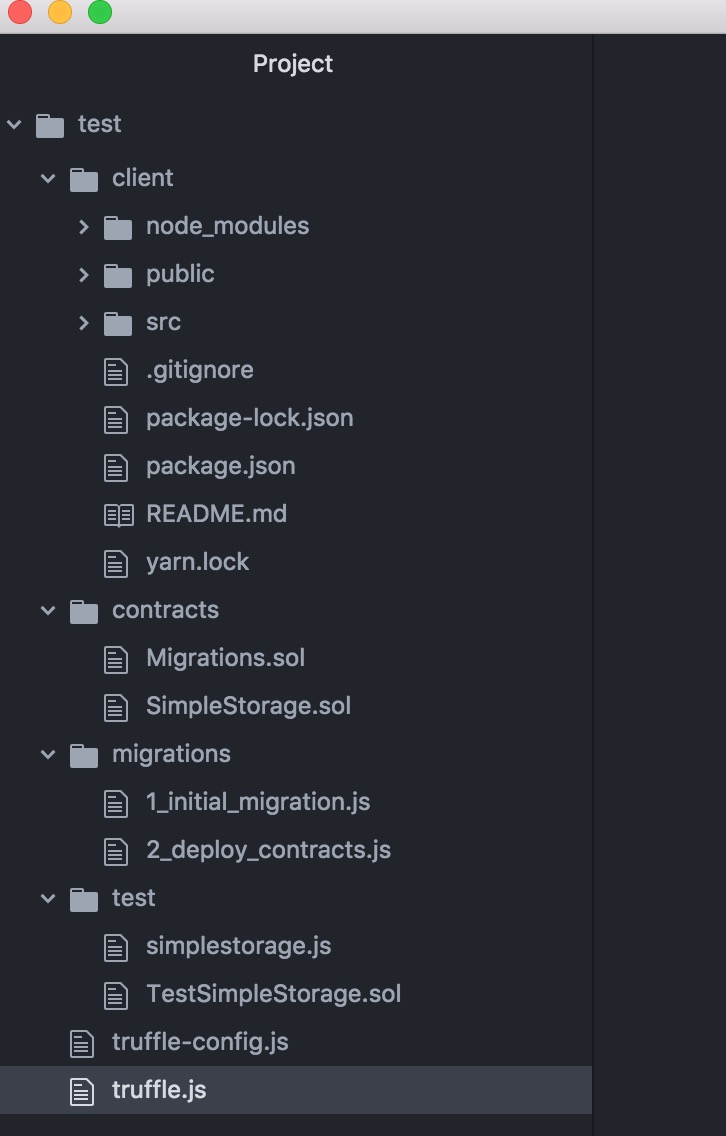 Project
test
client
node_modules
public
src
.gitignore
package-lock.json
package.json
README.md
yarn.lock
contracts
Migrations.sol
SimpleStorage.sol
migrations
1_initial_migration.js
2_deploy_contracts.js
test
simplestorage.js
TestSimpleStorage.sol
truffle-config.js
truffle.js